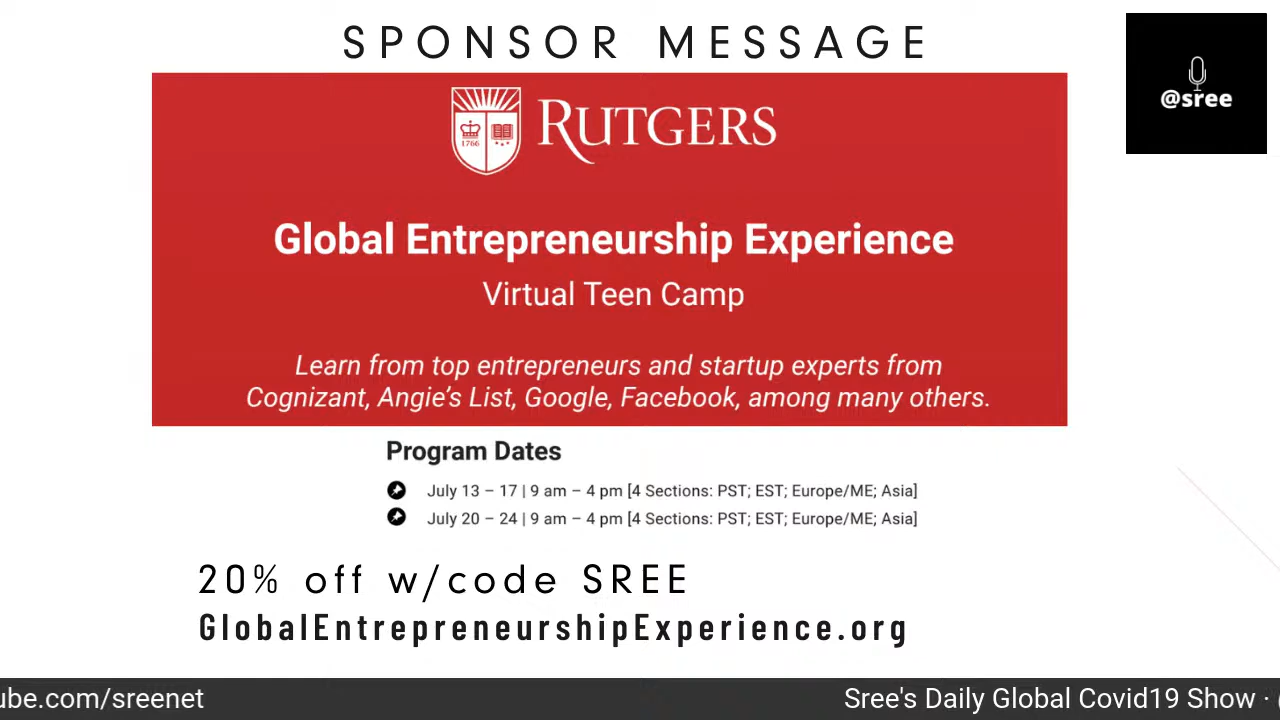 SPONSOR MESSAGE
@sree
1766
RUTGERS
Global Entrepreneurship Experience
Virtual Teen Camp
Learn from top entrepreneurs and startup experts from
Cognizant, Angie's List, Google, Facebook, among many others.
Program Dates
July 13 – 17 | 9 am – 4 pm [4 Sections: PST; EST; Europe/ME; Asia]
July 20 – 24 | 9 am – 4 pm [4 Sections: PST; EST; Europe/ME; Asia]
20% off w/code SREE
GlobalEntrepreneurshipExperience.org
ube.com/sreenet
Sree's Daily Global Covid19 Show ·